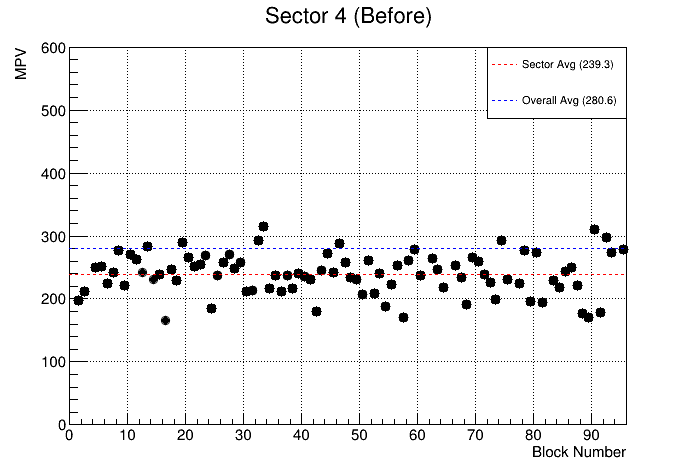 Sector 4 (Before)
MPV
600
500
400
300
200
100
0
Sector Avg (239.3)
Overall Avg (280.6)
0 10 20 30 40 50 60 70 80 90
Block Number